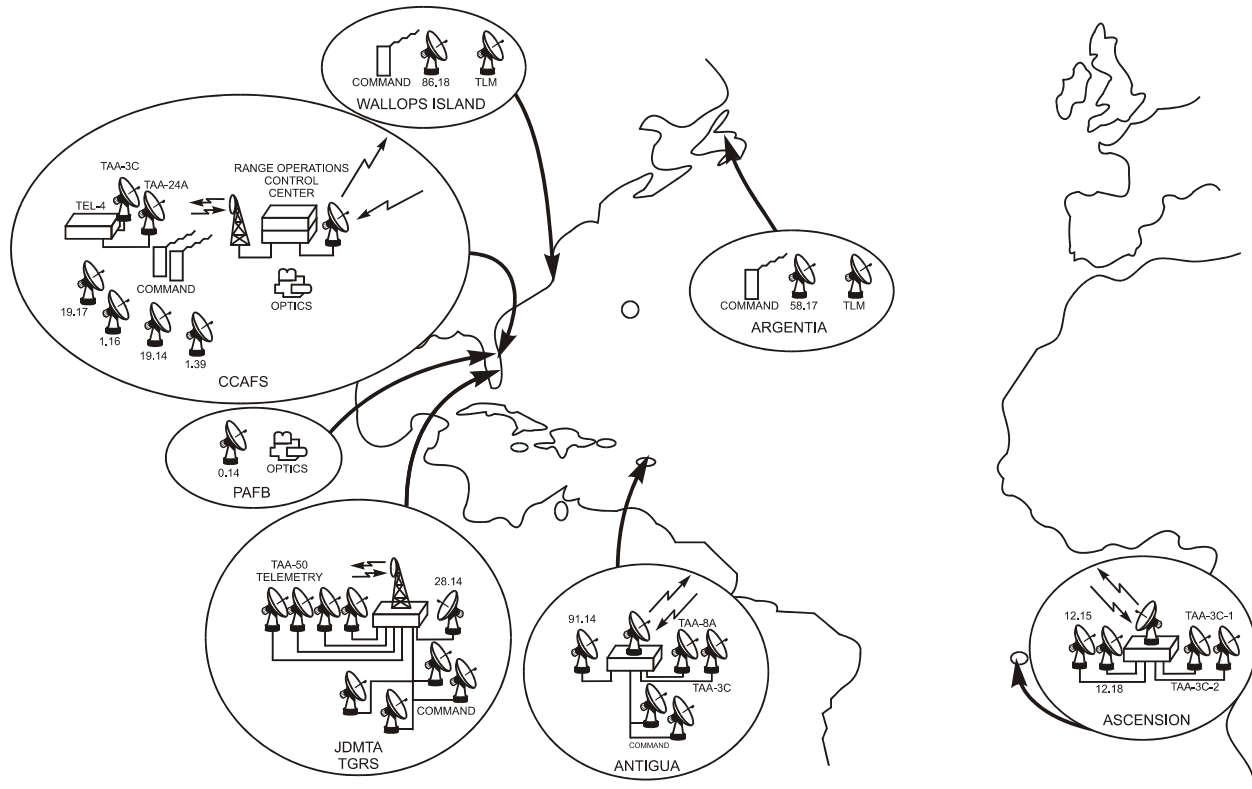 COMMAND
86.18
TLM
WALLOPS ISLAND
TAA-3C
TAA-24A
TEL-4
RANGE OPERATIONS
CONTROL
CENTER
COMMAND
OPTICS
19.17
1.16
19.14
1.39
CCAFS
COMMAND
58.17
TLM
ARGENTIA
0.14
OPTICS
PAFB
TAA-50
TELEMETRY
28.14
COMMAND
JDMTA
TGRS
91.14
TAA-8A
TAA-3C
COMMAND
ANTIGUA
12.15
TAA-3C-1
12.18
TAA-3C-2
ASCENSION